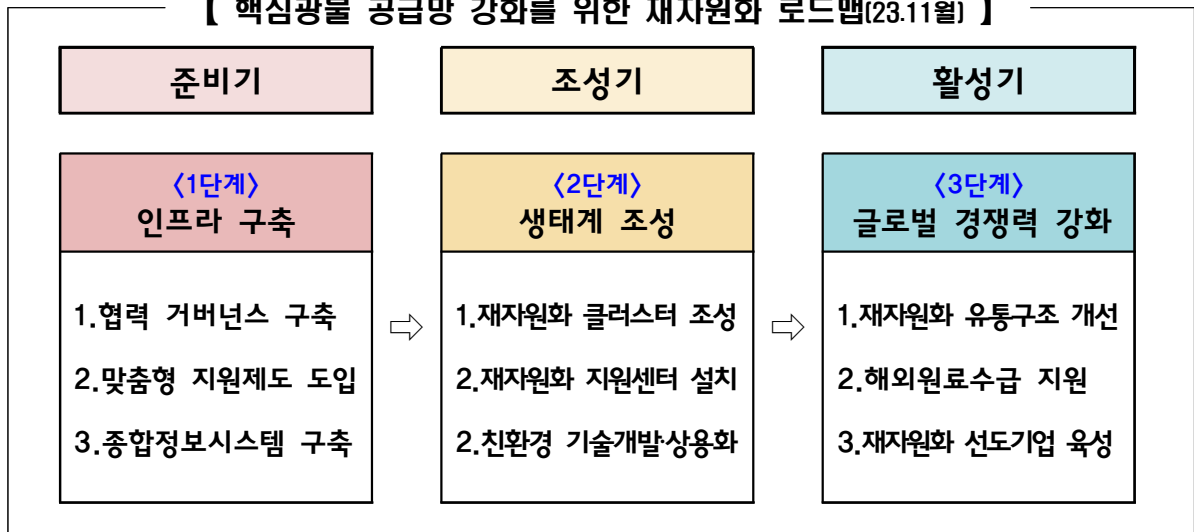 【 핵심광물 공급망 강화를 위한 재자원화 로드맵(23.11월) 】
준비기
조성기
활성기
〈1단계〉
인프라 구축
1.협력 거버넌스 구축
2.맞춤형 지원제도 도입
3.종합정보시스템 구축
⇨
〈2단계〉
생태계 조성
1.재자원화 클러스터 조성
2.재자원화 지원센터 설치
2.친환경 기술개발·상용화
⇨
〈3단계〉
글로벌 경쟁력 강화
1.재자원화 유통구조 개선
2.해외원료수급 지원
3.재자원화 선도기업 육성